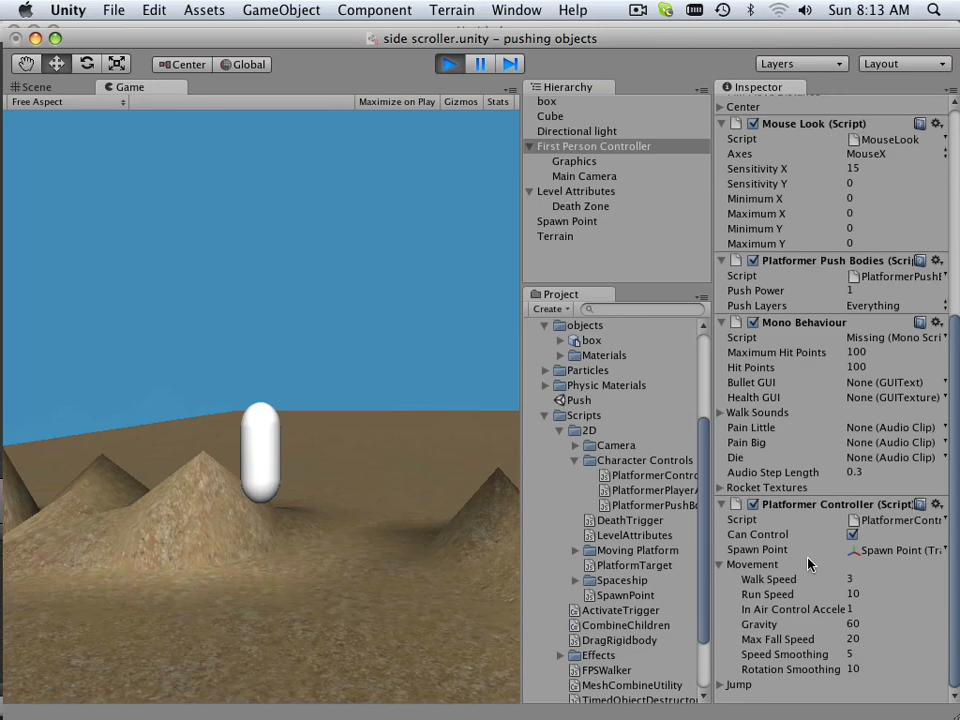 Unity File Edit Assets GameObject Component Terrain Window Help Sun 8:13 AM
side scroller.unity – pushing objects
Center Global Layers Layout
Scene Game
Free Aspect Maximize on Play Gizmos Stats
Hierarchy
box
Cube
Directional light
First Person Controller
Graphics
Main Camera
Level Attributes
Death Zone
Spawn Point
Terrain
Project
Create
objects
box
Materials
Particles
Physic Materials
Push
Scripts
2D
Camera
Character Controls
PlatformerContro
PlatformerPlayerA
PlatformerPushBo
DeathTrigger
LevelAttributes
Moving Platform
PlatformTarget
Spaceship
SpawnPoint
ActivateTrigger
CombineChildren
DragRigidbody
Effects
FPSWalker
MeshCombineUtility
TimedObjectDestructo
Inspector
Center
Mouse Look (Script)
Script MouseLook
Axes MouseX
Sensitivity X 15
Sensitivity Y 0
Minimum X 0
Maximum X 0
Minimum Y 0
Maximum Y 0
Platformer Push Bodies (Scri
Script PlatformerPushB
Push Power 1
Push Layers Everything
Mono Behaviour
Script Missing (Mono Scri
Maximum Hit Points 100
Hit Points 100
Bullet GUI None (GUIText)
Health GUI None (GUITexture)
Walk Sounds
Pain Little None (Audio Clip)
Pain Big None (Audio Clip)
Die None (Audio Clip)
Audio Step Length 0.3
Rocket Textures
Platformer Controller (Script)
Script PlatformerContr
Can Control
Spawn Point Spawn Point (Tra
Movement
Walk Speed 3
Run Speed 10
In Air Control Accele 1
Gravity 60
Max Fall Speed 20
Speed Smoothing 5
Rotation Smoothing 10
Jump